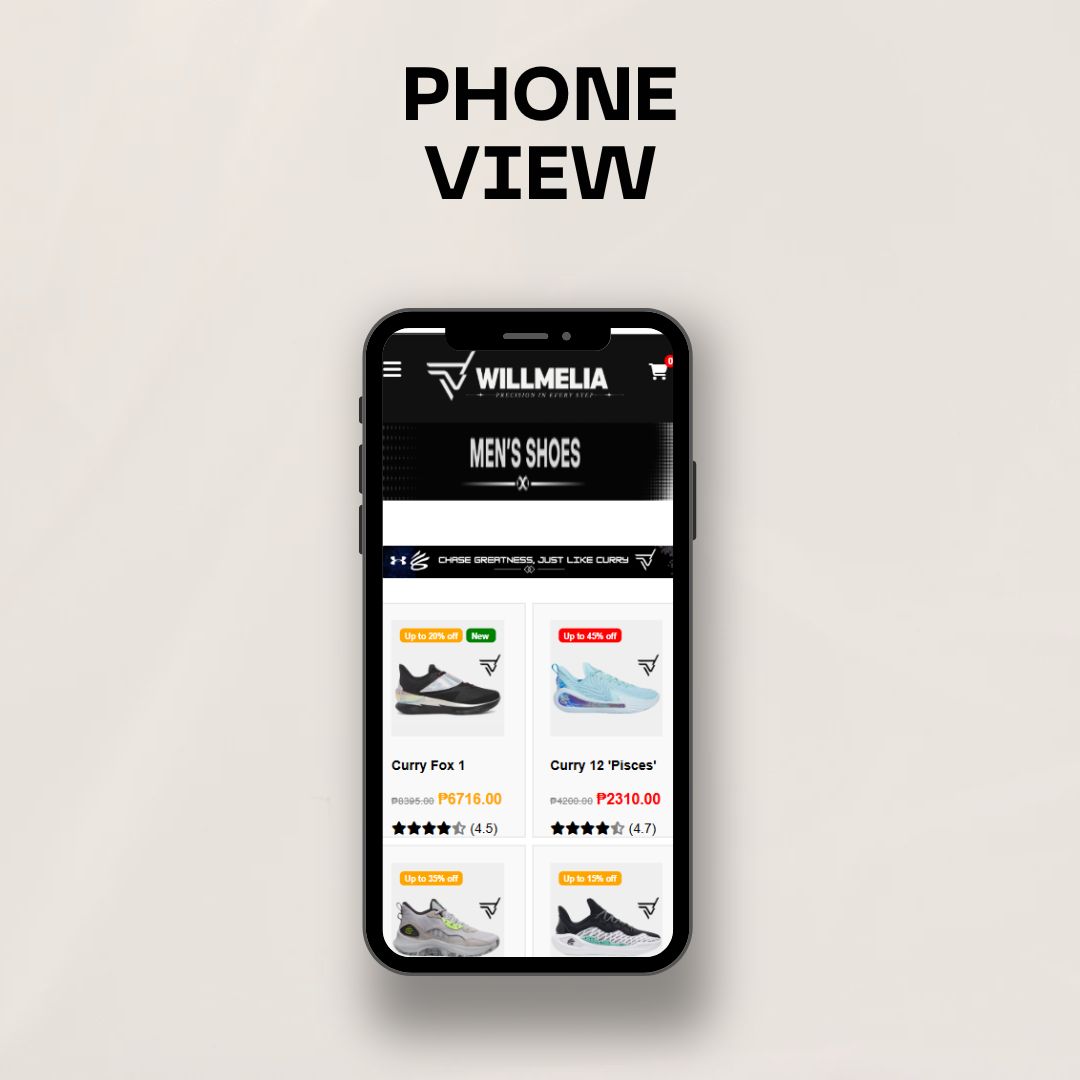 PHONE
VIEW
0
WILLMELIA
PRECISION IN EVERY STEP
MEN'S SHOES
CHASE GREATNESS, JUST LIKE CURRY
Up to 20% off New
Up to 45% off
Curry Fox 1
Curry 12 'Pisces'
₱8395.00 ₱6716.00
₱4200.00 ₱2310.00
(4.5)
(4.7)
Up to 35% off
Up to 15% off